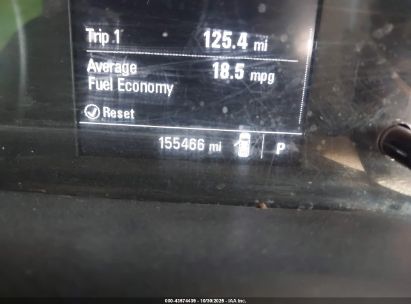 Trip 1 125.4 mi
Average 18.5 mpg
Fuel Economy
Reset
155466 mi P